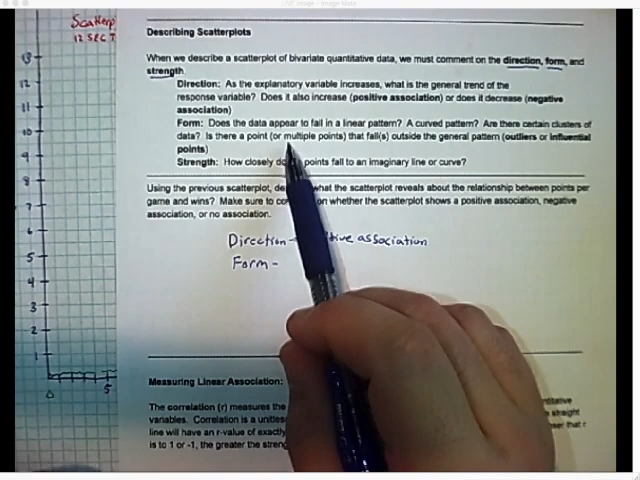 Scatterp
12 SECT
Describing Scatterplots
When we describe a scatterplot of bivariate quantitative data, we must comment on the direction, form, and
strength.
Direction: As the explanatory variable increases, what is the general trend of the
response variable? Does it also increase (positive association) or does it decrease (negative
association)
Form: Does the data appear to fall in a linear pattern? A curved pattern? Are there certain clusters of
data? Is there a point (or multiple points) that fall(s) outside the general pattern (outliers or influential
points)
Strength: How closely do points fall to an imaginary line or curve?
Using the previous scatterplot, what the scatterplot reveals about the relationship between points per
game and wins? Make sure to on whether the scatterplot shows a positive association, negative
association, or no association.
Direction - itive association
Form -
13
12
11
10
9
8
7
6
5
4
3
2
1
0 5
Measuring Linear Association:
The correlation (r) measures the
variables. Correlation is a unitless straight
line will have an r-value of exactly
is to 1 or -1, the greater the